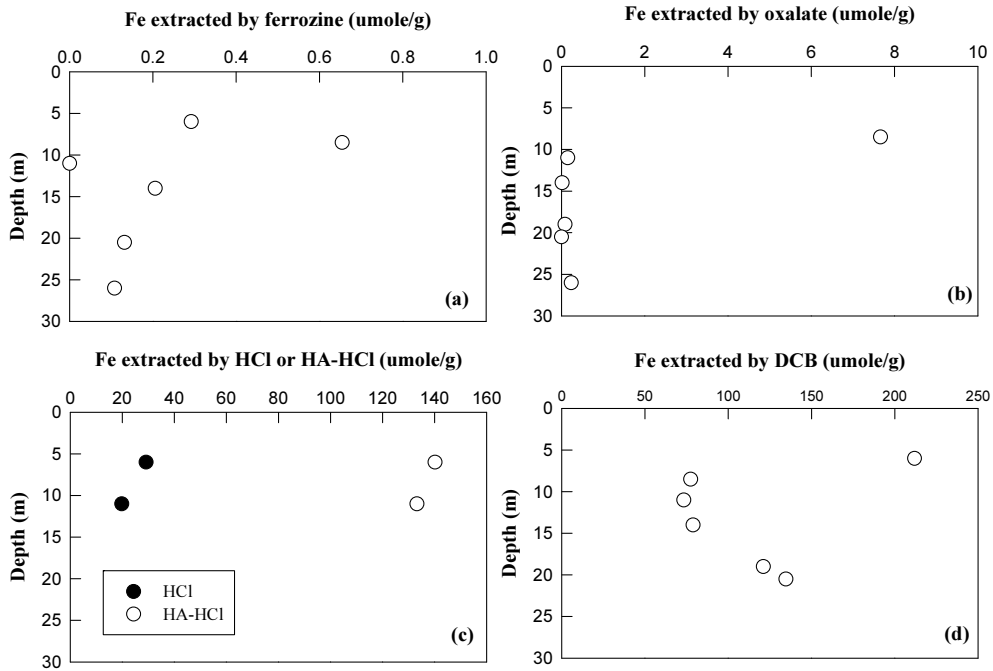 Fe extracted by ferrozine (umole/g)
0.0 0.2 0.4 0.6 0.8 1.0
0
5
10
15
20
25
30
Depth (m)
(a)
Fe extracted by oxalate (umole/g)
0 2 4 6 8 10
0
5
10
15
20
25
30
Depth (m)
(b)
Fe extracted by HCl or HA-HCl (umole/g)
0 20 40 60 80 100 120 140 160
0
5
10
15
20
25
30
Depth (m)
HCl
HA-HCl
(c)
Fe extracted by DCB (umole/g)
0 50 100 150 200 250
0
5
10
15
20
25
30
Depth (m)
(d)